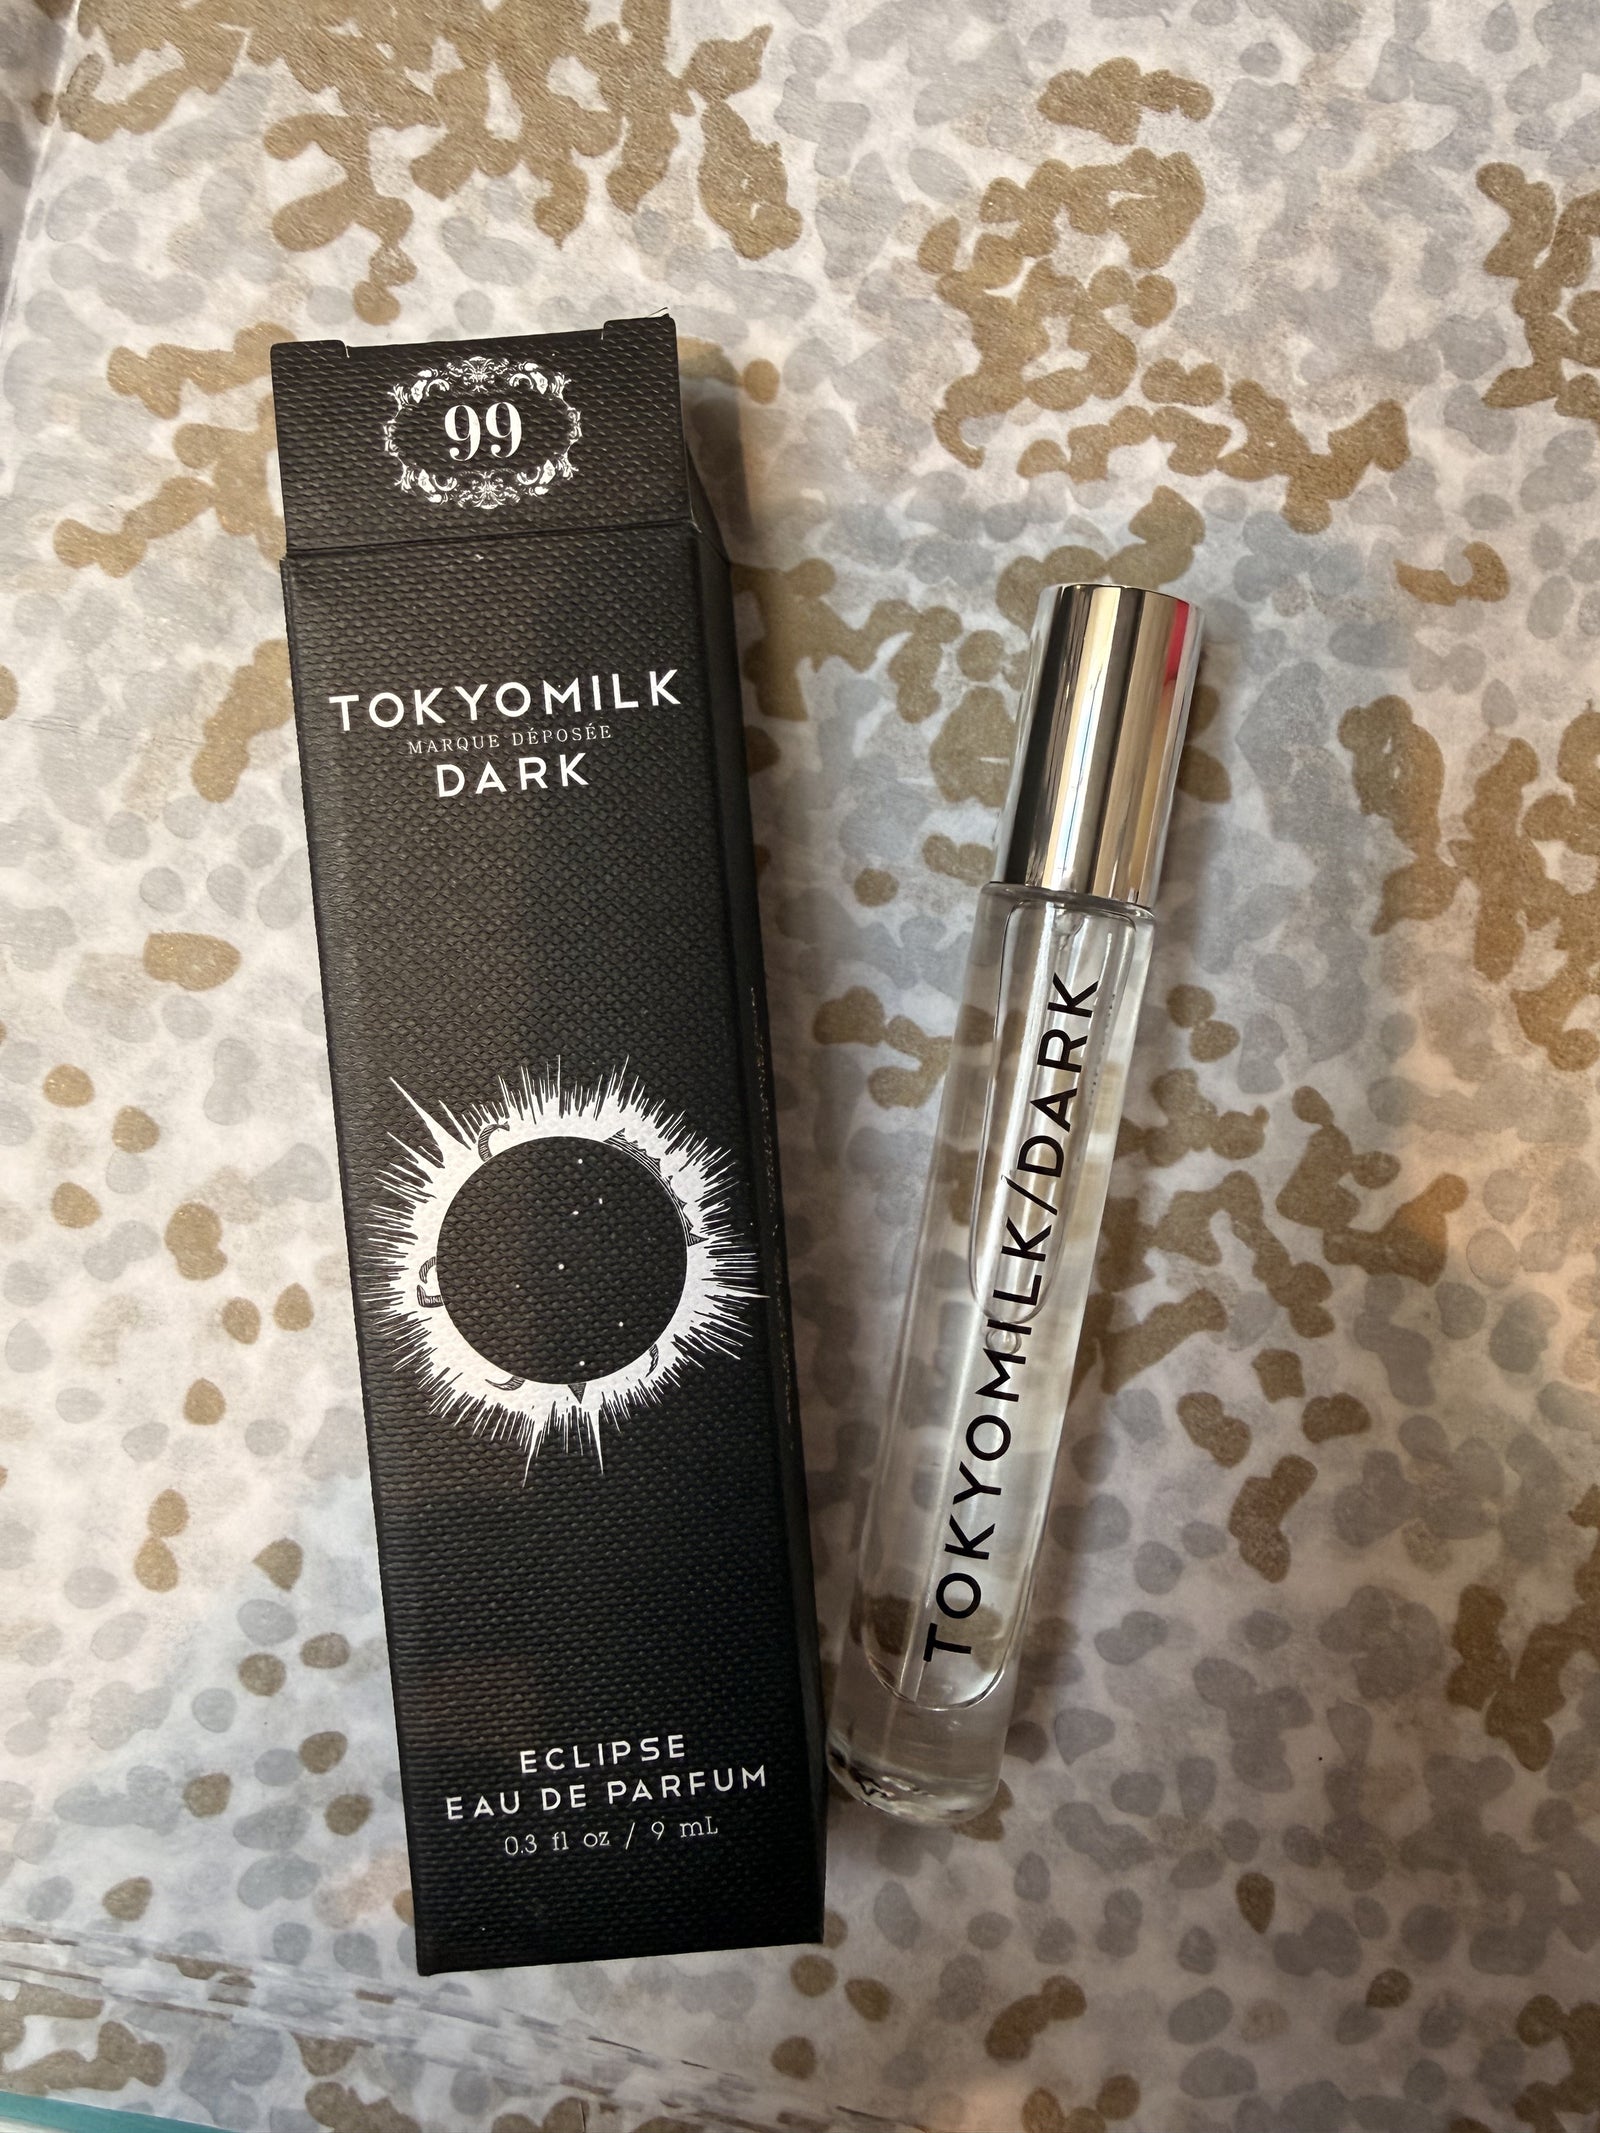 99
TOKYOMILK
MARQUE DÉPOSÉE
DARK
ECLIPSE
EAU DE PARFUM
0.3 fl oz / 9 mL
TOKYOMILK/DARK